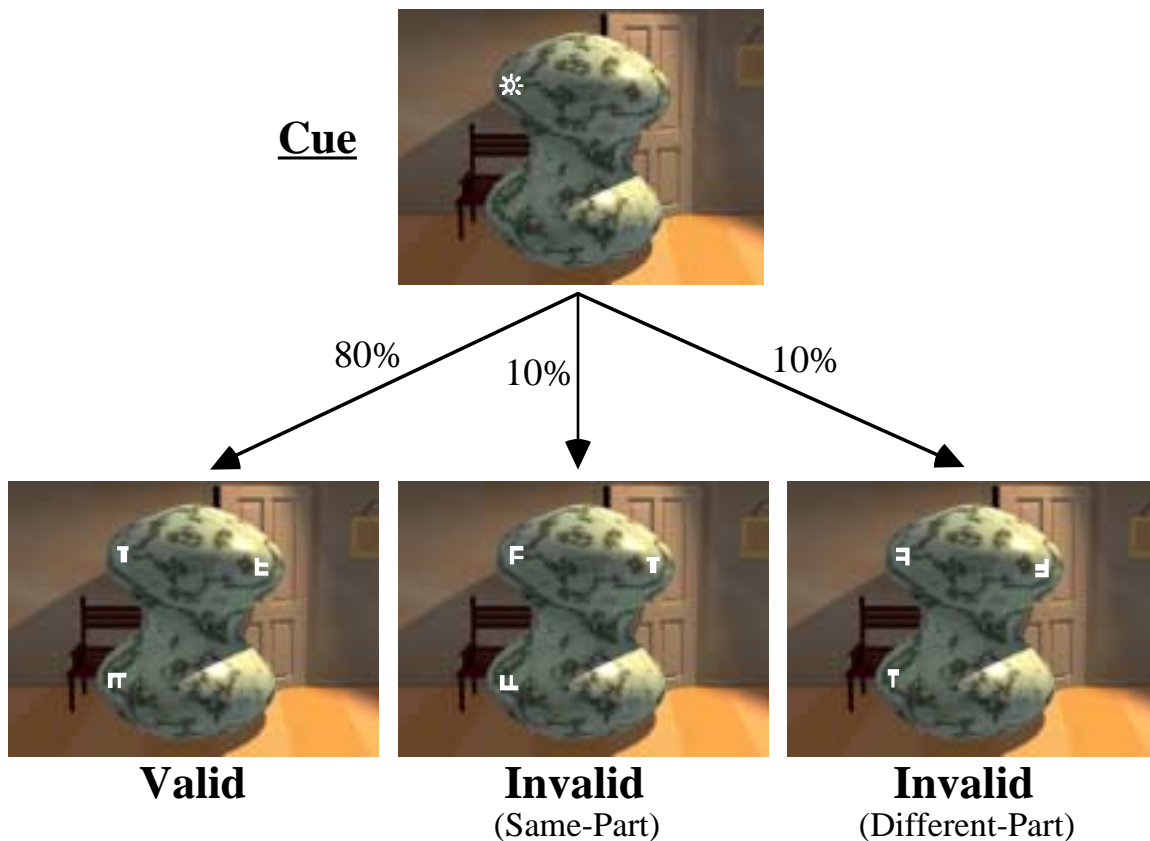 Cue
80%
10%
10%
Valid
Invalid
(Same-Part)
Invalid
(Different-Part)